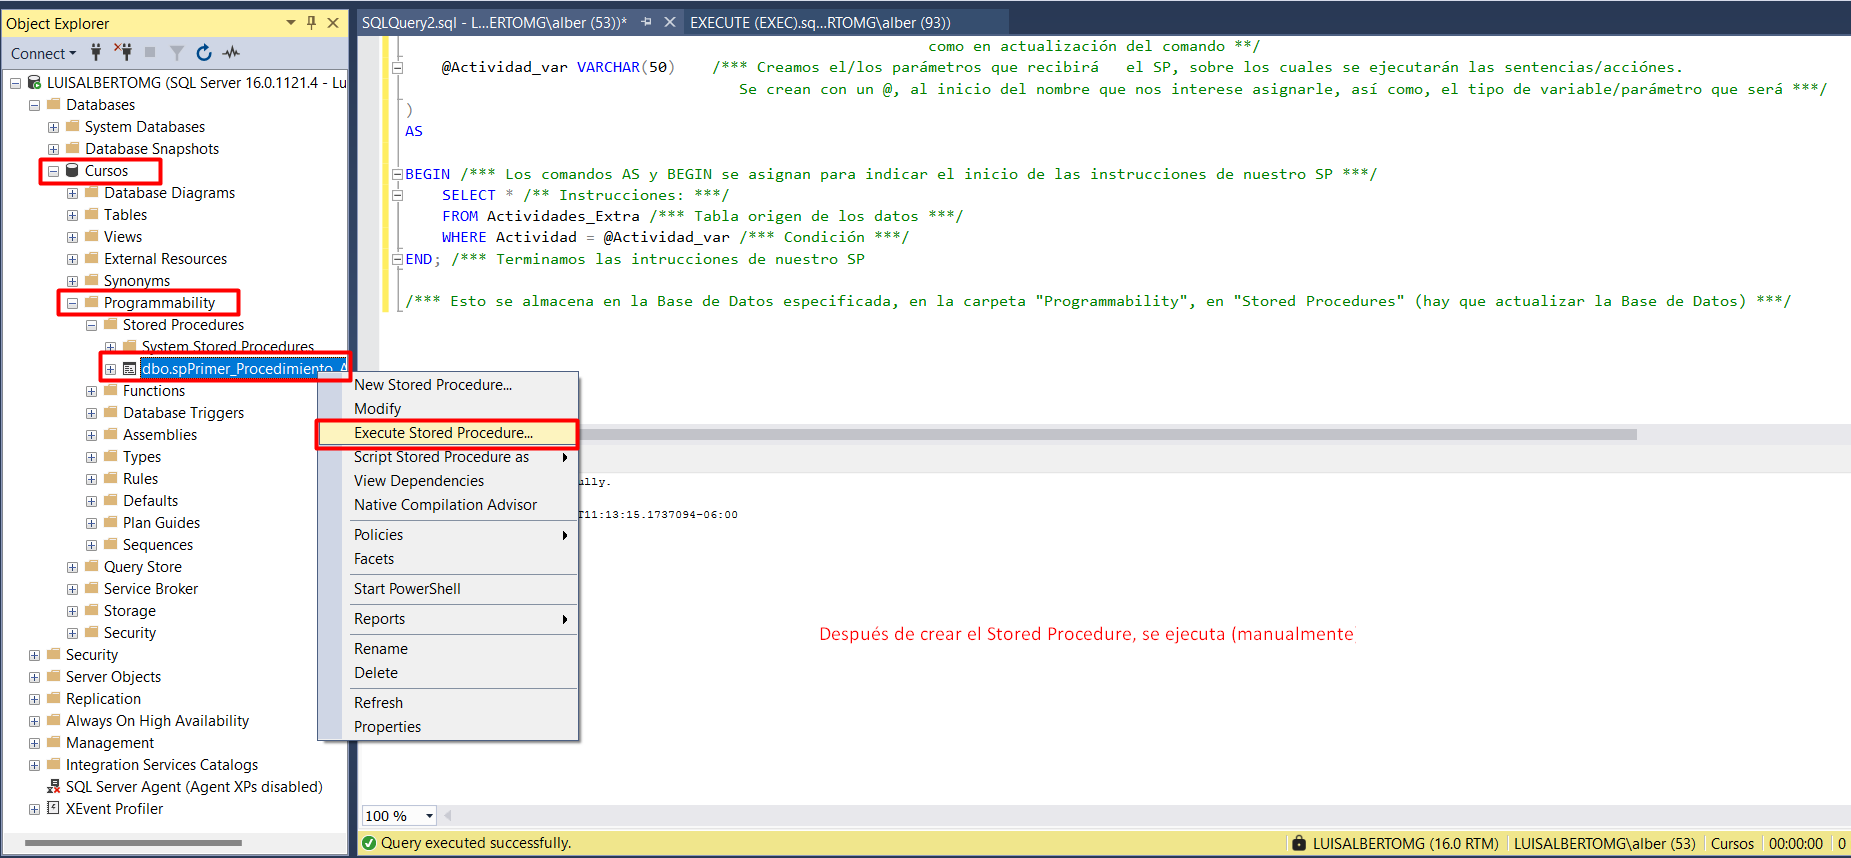 Object Explorer
Connect
LUISALBERTOMG (SQL Server 16.0.1121.4 - Lu
Databases
System Databases
Database Snapshots
Cursos
Database Diagrams
Tables
Views
External Resources
Synonyms
Programmability
Stored Procedures
System Stored Procedures
dbo.spPrimer_Procedimiento_A
Functions
Database Triggers
Assemblies
Types
Rules
Defaults
Plan Guides
Sequences
Query Store
Service Broker
Storage
Security
Security
Server Objects
Replication
Always On High Availability
Management
Integration Services Catalogs
SQL Server Agent (Agent XPs disabled)
XEvent Profiler
New Stored Procedure...
Modify
Execute Stored Procedure...
Script Stored Procedure as
View Dependencies
Native Compilation Advisor
Policies
Facets
Start PowerShell
Reports
Rename
Delete
Refresh
Properties
SQLQuery2.sql - L...ERTOMG\alber (53))* EXECUTE (EXEC).sq...RTOMG\alber (93))
como en actualización del comando **/
@Actividad_var VARCHAR(50) /*** Creamos el/los parámetros que recibirá el SP, sobre los cuales se ejecutarán las sentencias/acciónes.
Se crean con un @, al inicio del nombre que nos interese asignarle, así como, el tipo de variable/parámetro que será ***/
)
AS
BEGIN /*** Los comandos AS y BEGIN se asignan para indicar el inicio de las instrucciones de nuestro SP ***/
SELECT * /** Instrucciones: ***/
FROM Actividades_Extra /*** Tabla origen de los datos ***/
WHERE Actividad = @Actividad_var /*** Condición ***/
END; /*** Terminamos las intrucciones de nuestro SP
/*** Esto se almacena en la Base de Datos especificada, en la carpeta "Programmability", en "Stored Procedures" (hay que actualizar la Base de Datos) ***/
ully.
T11:13:15.1737094-06:00
Después de crear el Stored Procedure, se ejecuta (manualmente
100 %
Query executed successfully.
LUISALBERTOMG (16.0 RTM) LUISALBERTOMG\alber (53) Cursos 00:00:00 0